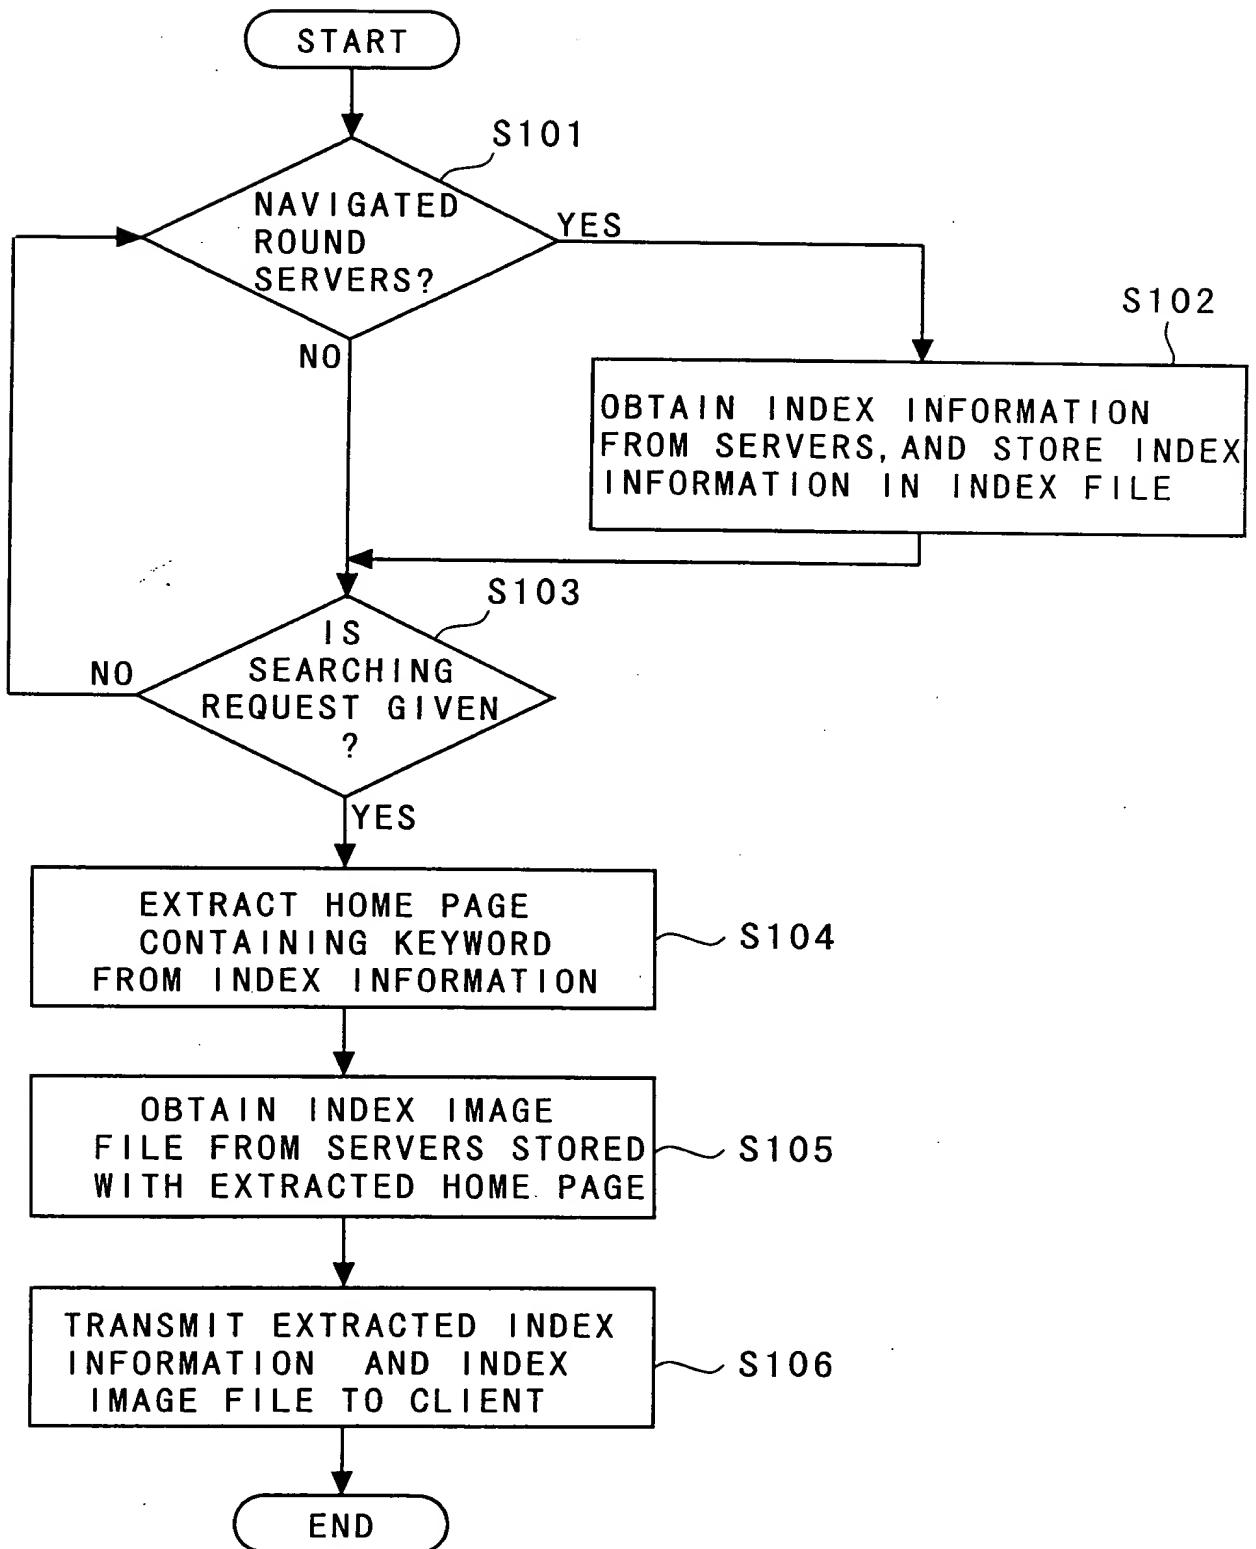 START
S101
NAVIGATED
ROUND
SERVERS?
YES
NO
S102
OBTAIN INDEX INFORMATION
FROM SERVERS, AND STORE INDEX
INFORMATION IN INDEX FILE
S103
IS
SEARCHING
REQUEST GIVEN
?
NO
YES
EXTRACT HOME PAGE
CONTAINING KEYWORD
FROM INDEX INFORMATION
S104
OBTAIN INDEX IMAGE
FILE FROM SERVERS STORED
WITH EXTRACTED HOME PAGE
S105
TRANSMIT EXTRACTED INDEX
INFORMATION AND INDEX
IMAGE FILE TO CLIENT
S106
END